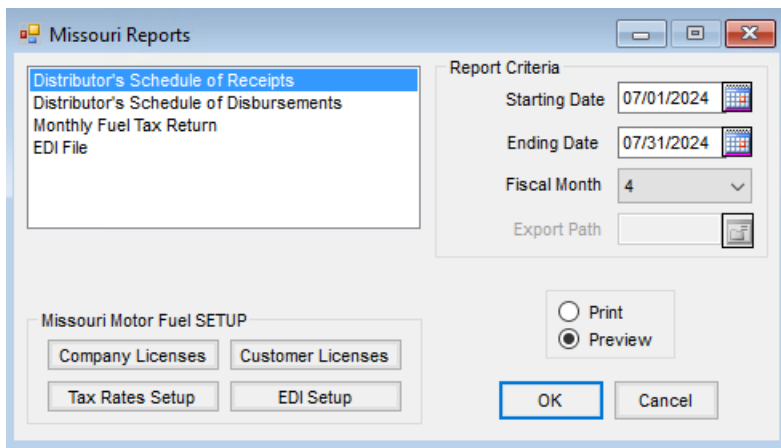 Missouri Reports
Distributor's Schedule of Receipts
Distributor's Schedule of Disbursements
Monthly Fuel Tax Return
EDI File
Report Criteria
Starting Date 07/01/2024
Ending Date 07/31/2024
Fiscal Month 4
Export Path
Missouri Motor Fuel SETUP
Company Licenses Customer Licenses
Tax Rates Setup EDI Setup
Print
Preview
OK Cancel